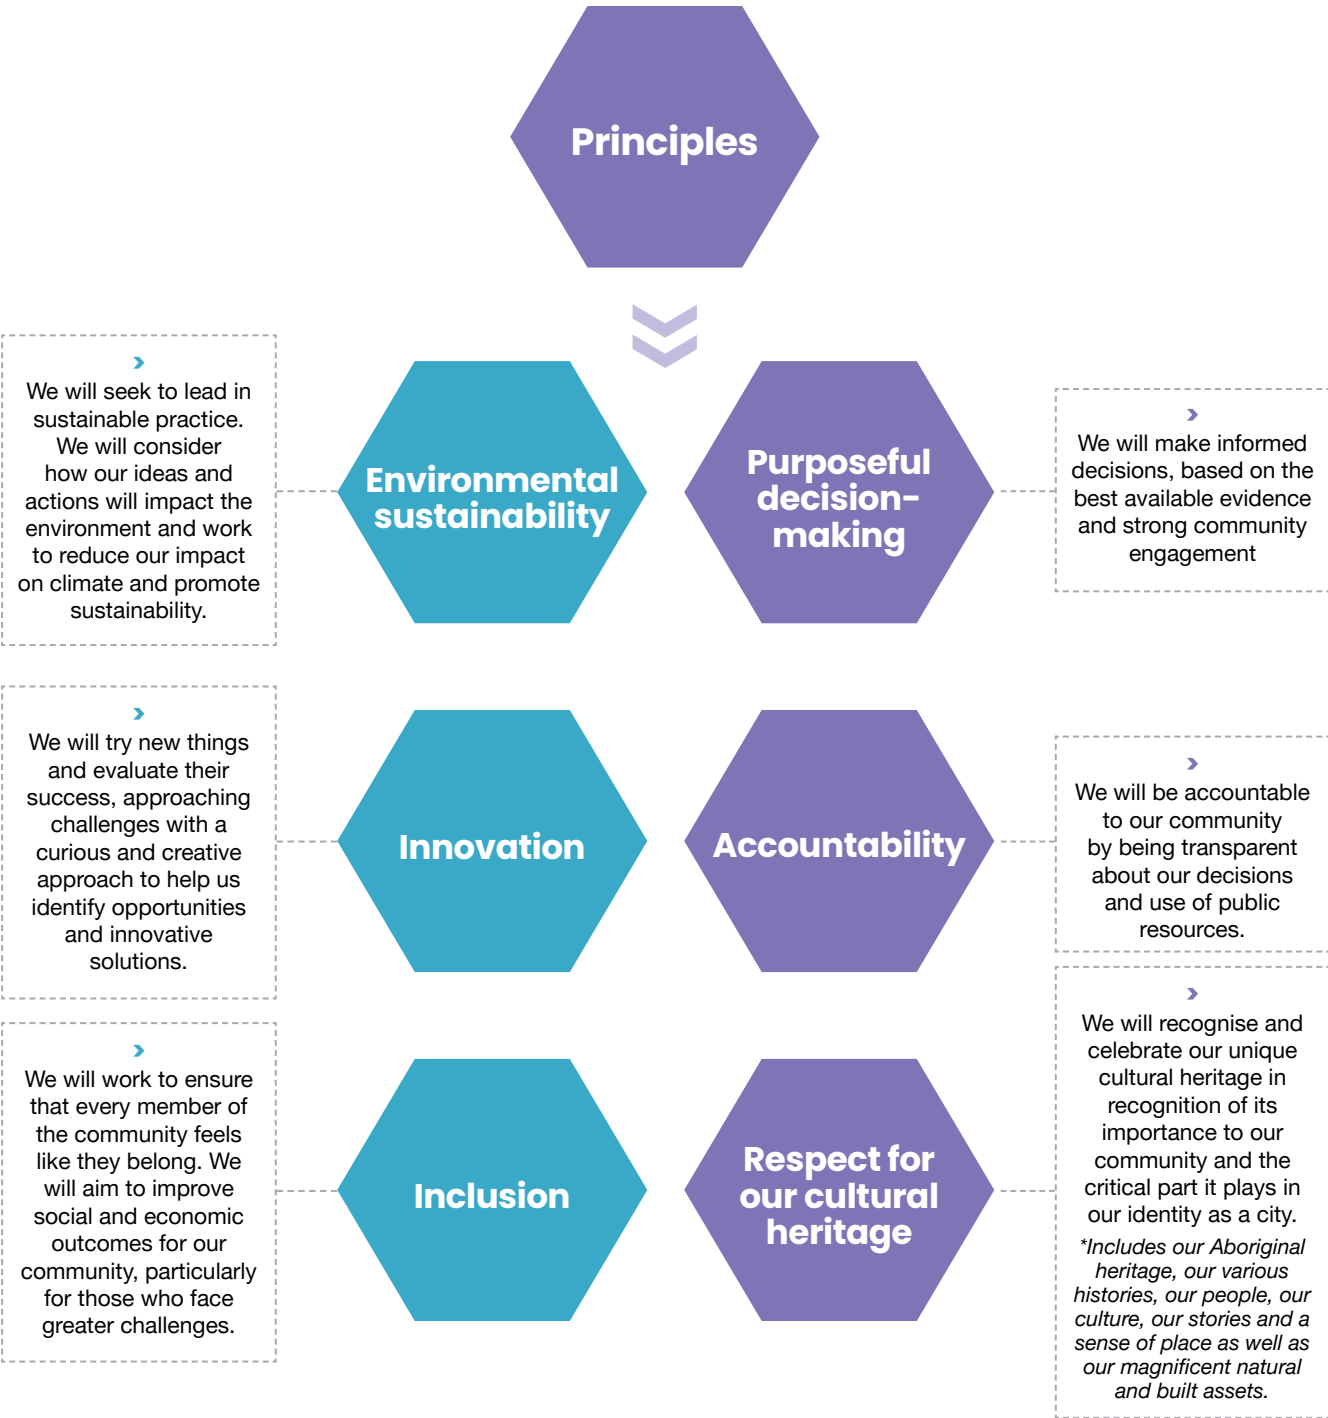 Principles
We will seek to lead in
sustainable practice.
We will consider
how our ideas and
actions will impact the
environment and work
to reduce our impact
on climate and promote
sustainability.
Environmental
sustainability
Purposeful
decision-
making
We will make informed
decisions, based on the
best available evidence
and strong community
engagement
We will try new things
and evaluate their
success, approaching
challenges with a
curious and creative
approach to help us
identify opportunities
and innovative
solutions.
Innovation
Accountability
We will be accountable
to our community
by being transparent
about our decisions
and use of public
resources.
We will work to ensure
that every member of
the community feels
like they belong. We
will aim to improve
social and economic
outcomes for our
community, particularly
for those who face
greater challenges.
Inclusion
Respect for
our cultural
heritage
We will recognise and
celebrate our unique
cultural heritage in
recognition of its
importance to our
community and the
critical part it plays in
our identity as a city.
*Includes our Aboriginal
heritage, our various
histories, our people, our
culture, our stories and a
sense of place as well as
our magnificent natural
and built assets.